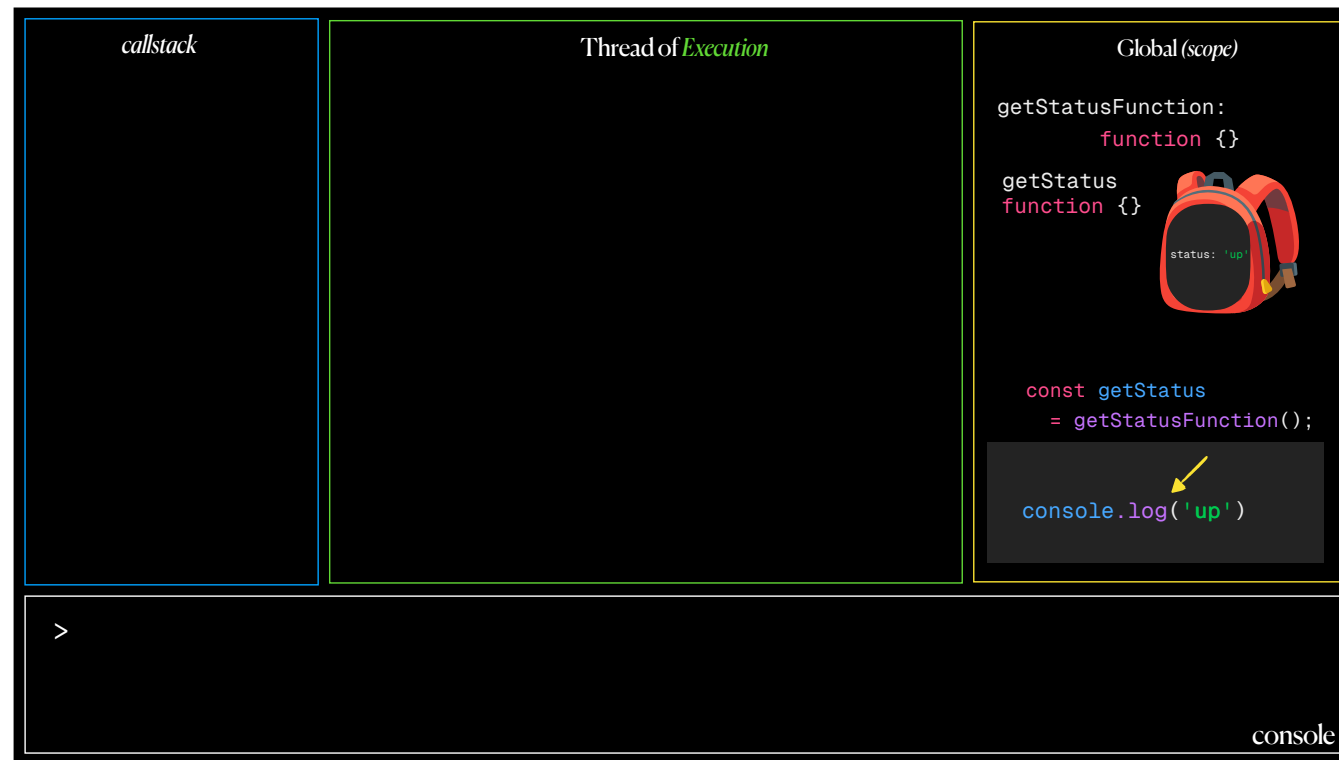 callstack
Thread of Execution
Global (scope)
getStatusFunction:
function {}
getStatus
function {}
status: 'up'
const getStatus
= getStatusFunction();
console.log('up')
>
console